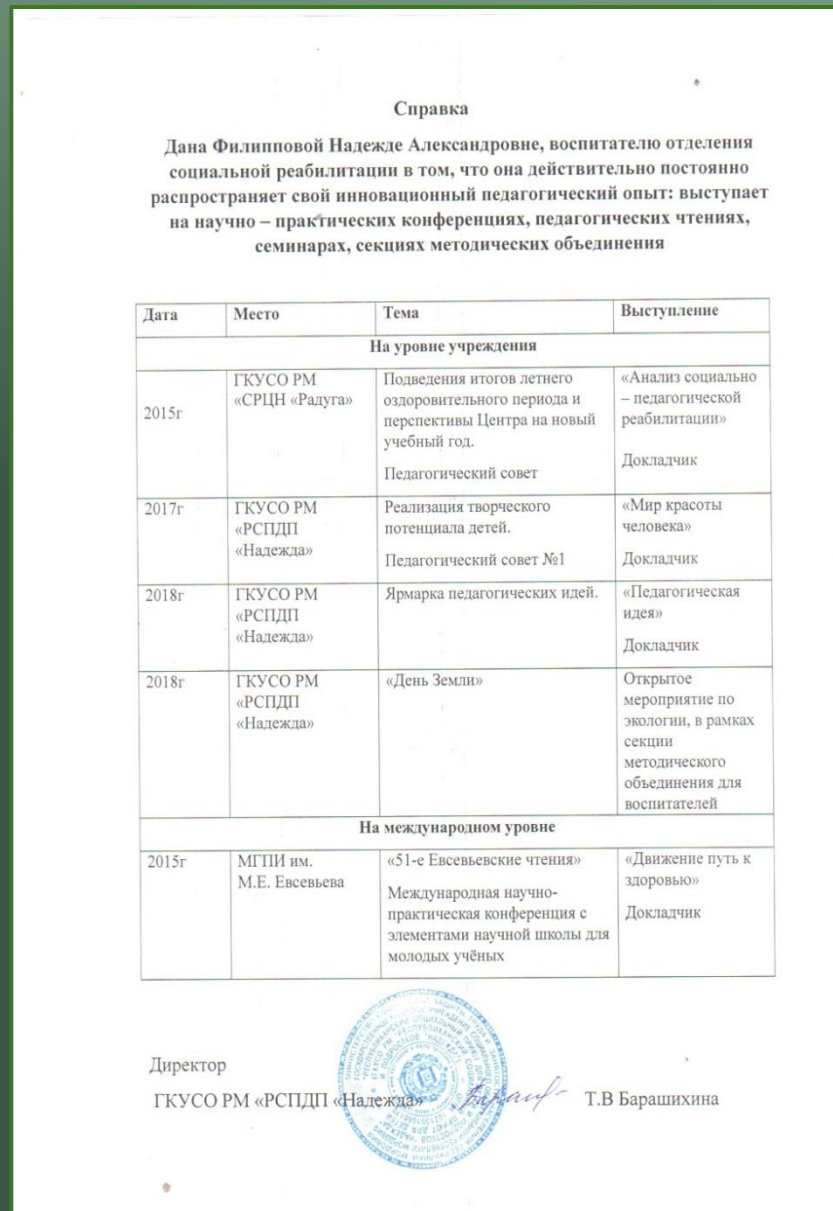 Справка
Дана Филипповой Надежде Александровне, воспитателю отделения
социальной реабилитации в том, что она действительно постоянно
распространяет свой инновационный педагогический опыт: выступает
на научно – практических конференциях, педагогических чтениях,
семинарах, секциях методических объединения
Дата Место Тема Выступление
На уровне учреждения
2015г
ГКУСО РМ
«СРЦН «Радуга»
Подведения итогов летнего
оздоровительного периода и
перспективы Центра на новый
учебный год.
Педагогический совет
«Анализ социально
– педагогической
реабилитации»
Докладчик
2017г
ГКУСО РМ
«РСПДП
«Надежда»
Реализация творческого
потенциала детей.
Педагогический совет №1
«Мир красоты
человека»
Докладчик
2018г
ГКУСО РМ
«РСПДП
«Надежда»
Ярмарка педагогических идей.
«Педагогическая
идея»
Докладчик
2018г
ГКУСО РМ
«РСПДП
«Надежда»
«День Земли»
Открытое
мероприятие по
экологии, в рамках
секции
методического
объединения для
воспитателей
На международном уровне
2015г
МГПИ им.
М.Е. Евсевьева
«51-е Евсевьевские чтения»
Международная научно-
практическая конференция с
элементами научной школы для
молодых учёных
«Движение путь к
здоровью»
Докладчик
Директор
ГКУСО РМ «РСПДП «Надежда» Т.В Барашихина